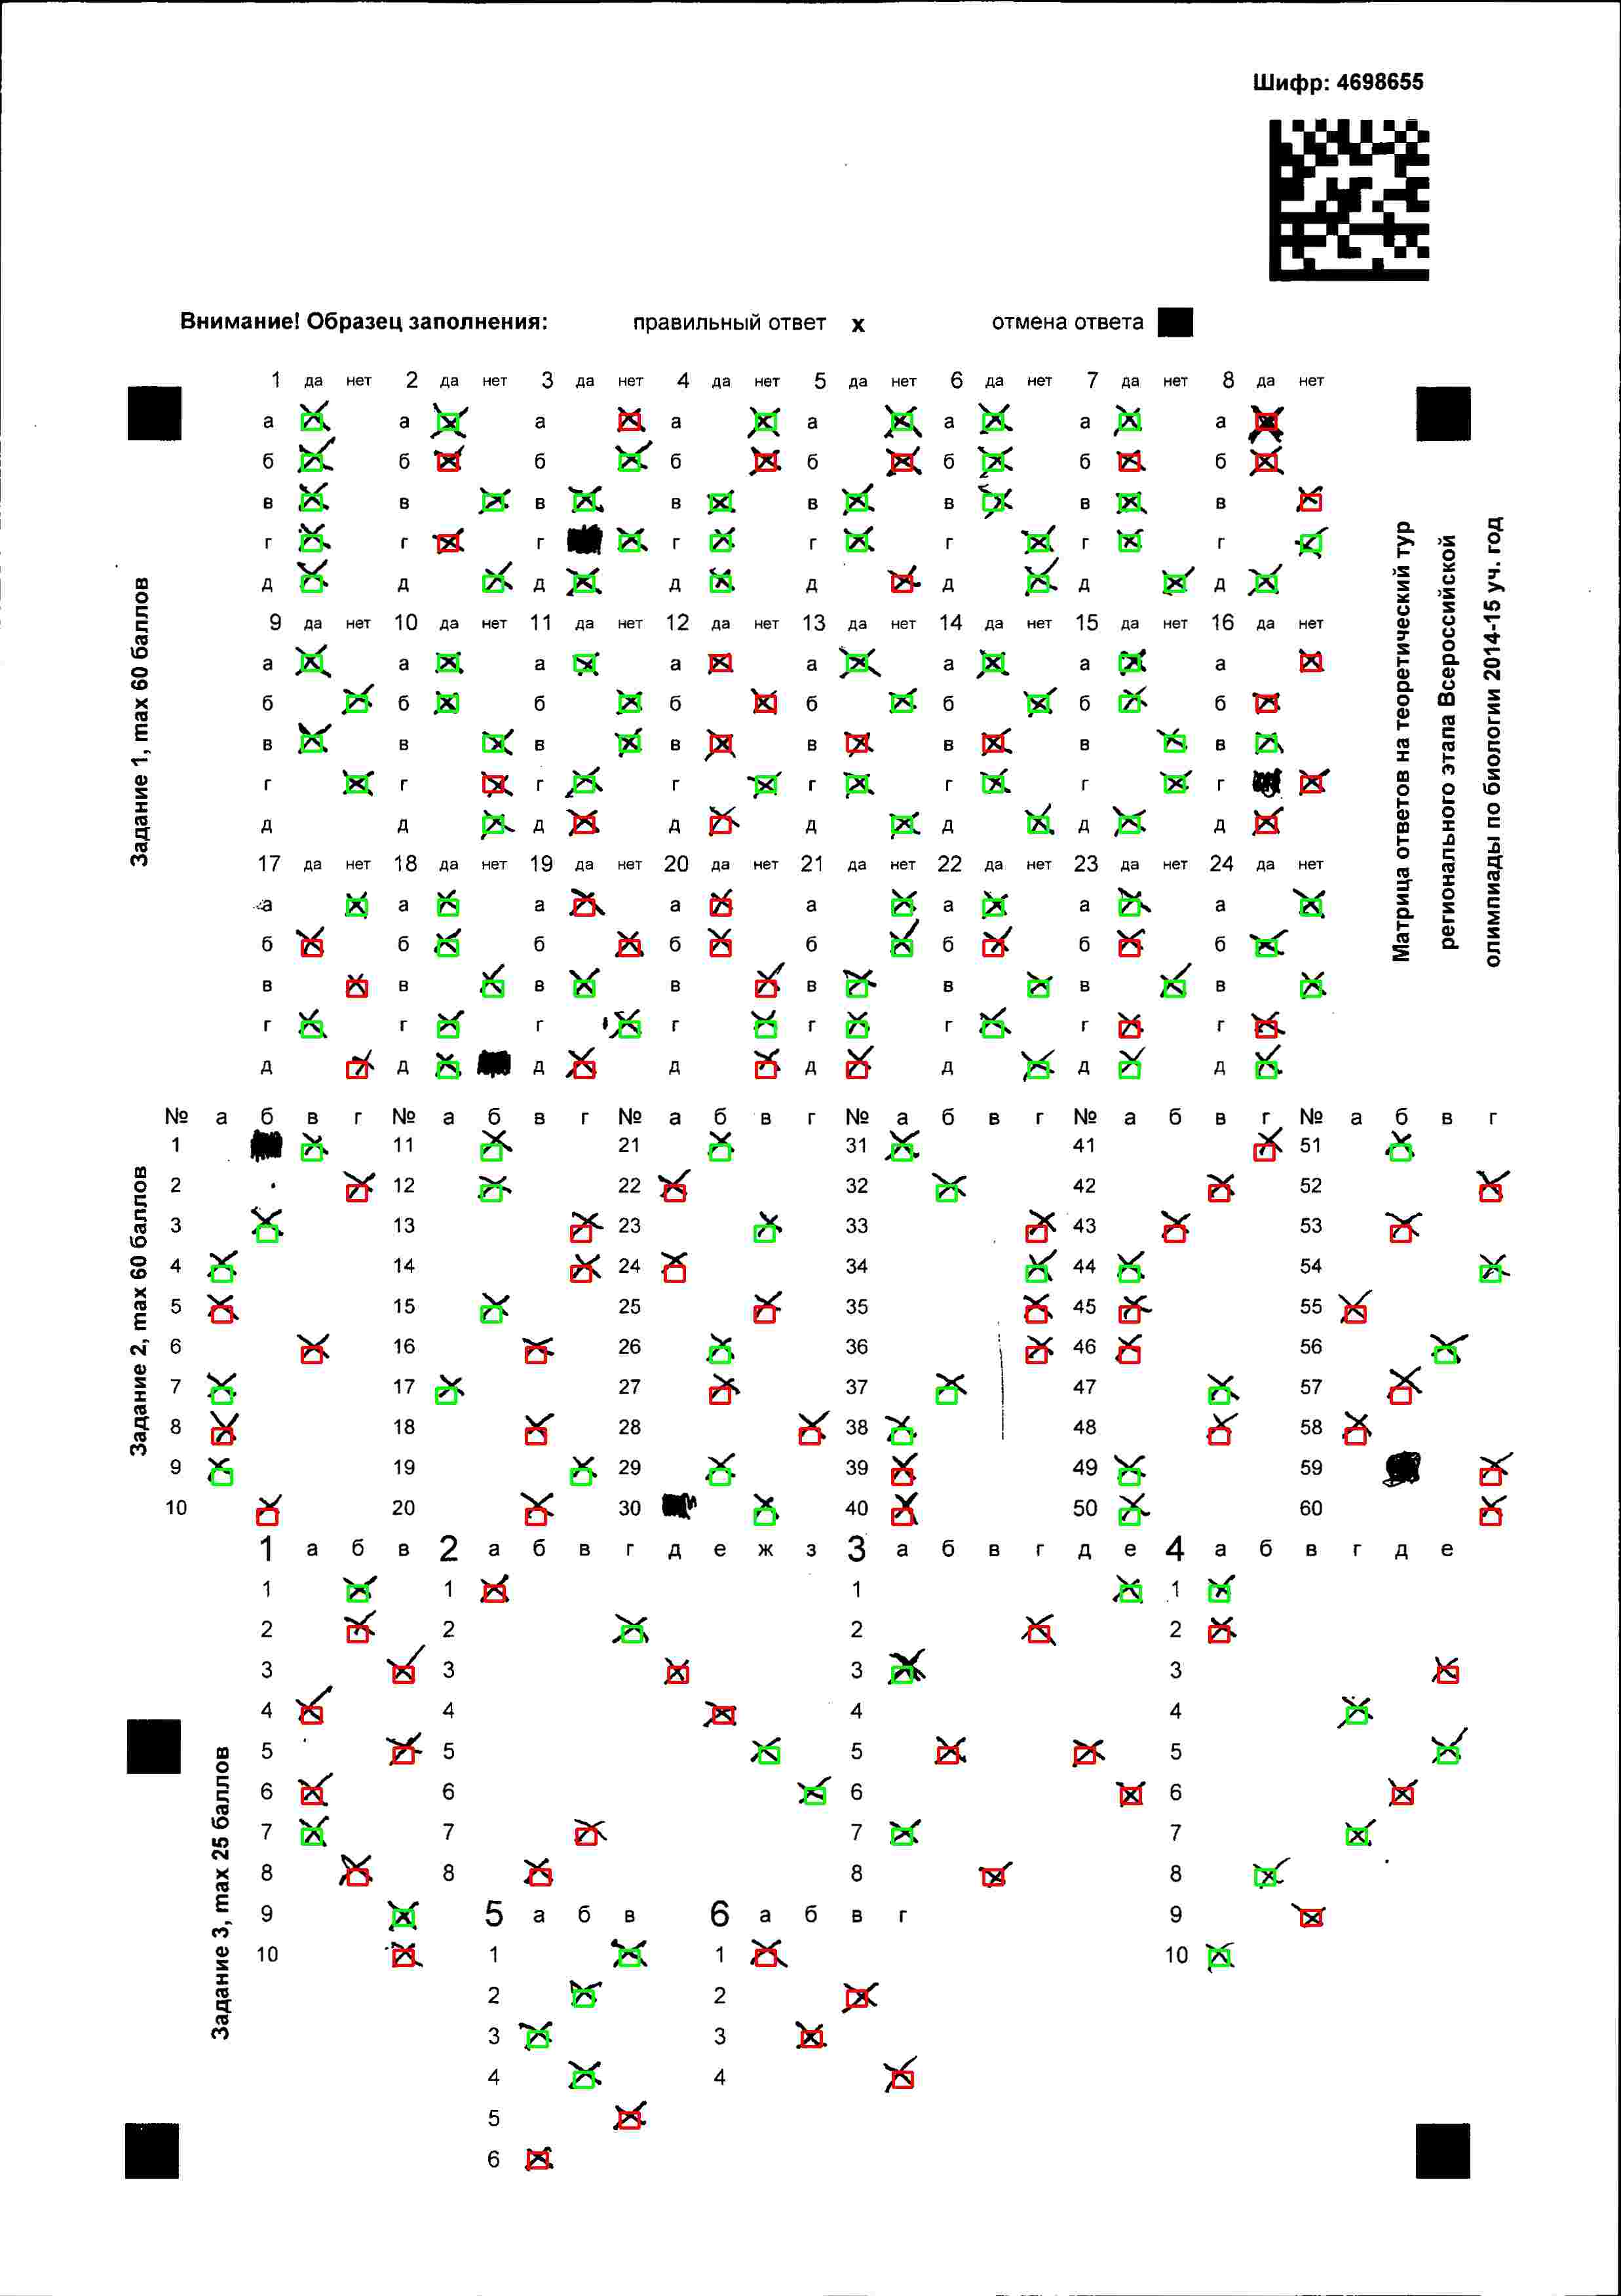 Шифр: 4698655
Внимание! Образец заполнения: правильный ответ х отмена ответа
1 да нет 2 да нет 3 да нет 4 да нет 5 да нет 6 да нет 7 да нет 8 да нет
а а а а а а а а
б б б б б б б б
в в в в в в в в
г г г г г г г г
д д д д д д д д
9 да нет 10 да нет 11 да нет 12 да нет 13 да нет 14 да нет 15 да нет 16 да нет
а а а а а а а а
б б б б б б б б
в в в в в в в в
г г г г г г г г
д д д д д д д д
17 да нет 18 да нет 19 да нет 20 да нет 21 да нет 22 да нет 23 да нет 24 да нет
а а а а а а а а
б б б б б б б б
в в в в в в в в
г г г г г г г г
д д д д д д д д
Задание 1, max 60 баллов
Матрица ответов на теоретический тур
регионального этапа Всероссийской
олимпиады по биологии 2014-15 уч. год
№ а б в г № а б в г № а б в г № а б в г № а б в г № а б в г
1 11 21 31 41 51
2 12 22 32 42 52
3 13 23 33 43 53
4 14 24 34 44 54
5 15 25 35 45 55
6 16 26 36 46 56
7 17 27 37 47 57
8 18 28 38 48 58
9 19 29 39 49 59
10 20 30 40 50 60
Задание 2, max 60 баллов
1 а б в 2 а б в г д е ж з 3 а б в г д е 4 а б в г д е
1 1 1 1
2 2 2 2
3 3 3 3
4 4 4
5 5 5 5
6 6 6 6
7 7 7 7
8 8 8 8
9 5 а б в 6 а б в г 9
10 1 1 10
2 2
3 3
4 4
5
6
Задание 3, max 25 баллов